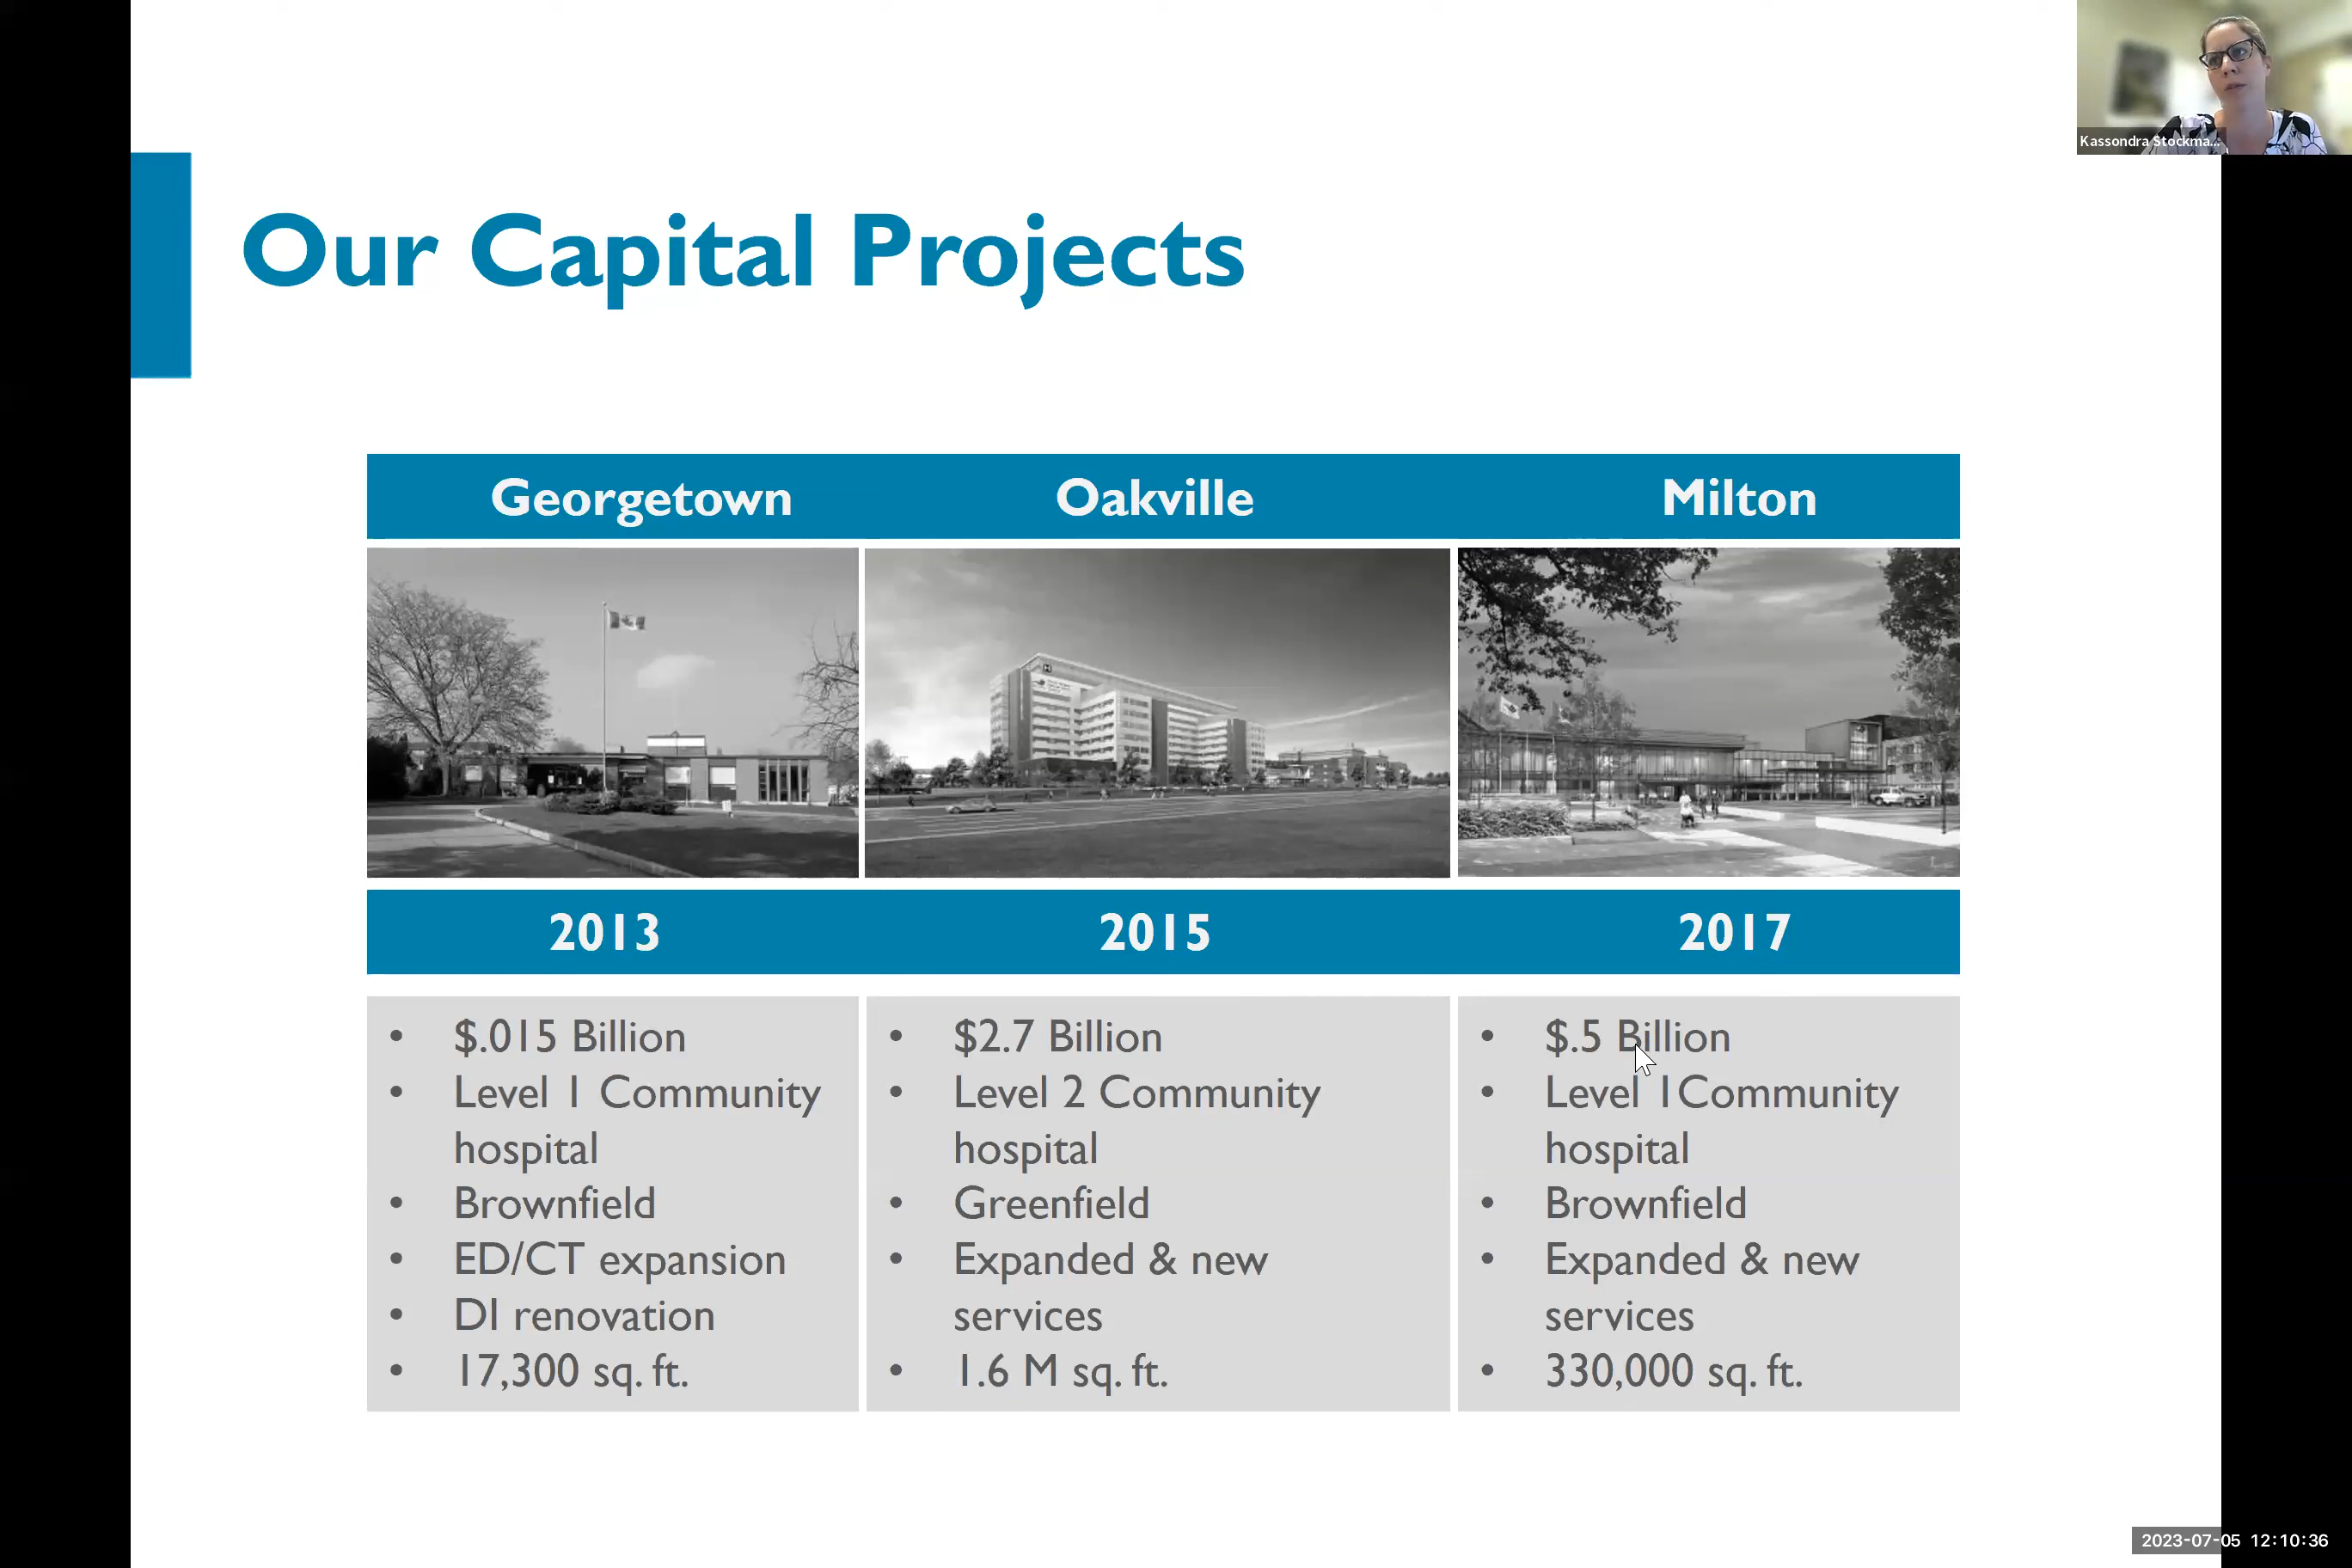 Kassondra Stockma...
Our Capital Projects
Georgetown
Oakville
Milton
2013
2015
2017
• $.015 Billion
• Level 1 Community
hospital
• Brownfield
• ED/CT expansion
• DI renovation
• 17,300 sq. ft.
• $2.7 Billion
• Level 2 Community
hospital
• Greenfield
• Expanded & new
services
• 1.6 M sq. ft.
• $.5 Billion
• Level 1Community
hospital
• Brownfield
• Expanded & new
services
• 330,000 sq. ft.
2023-07-05 12:10:36